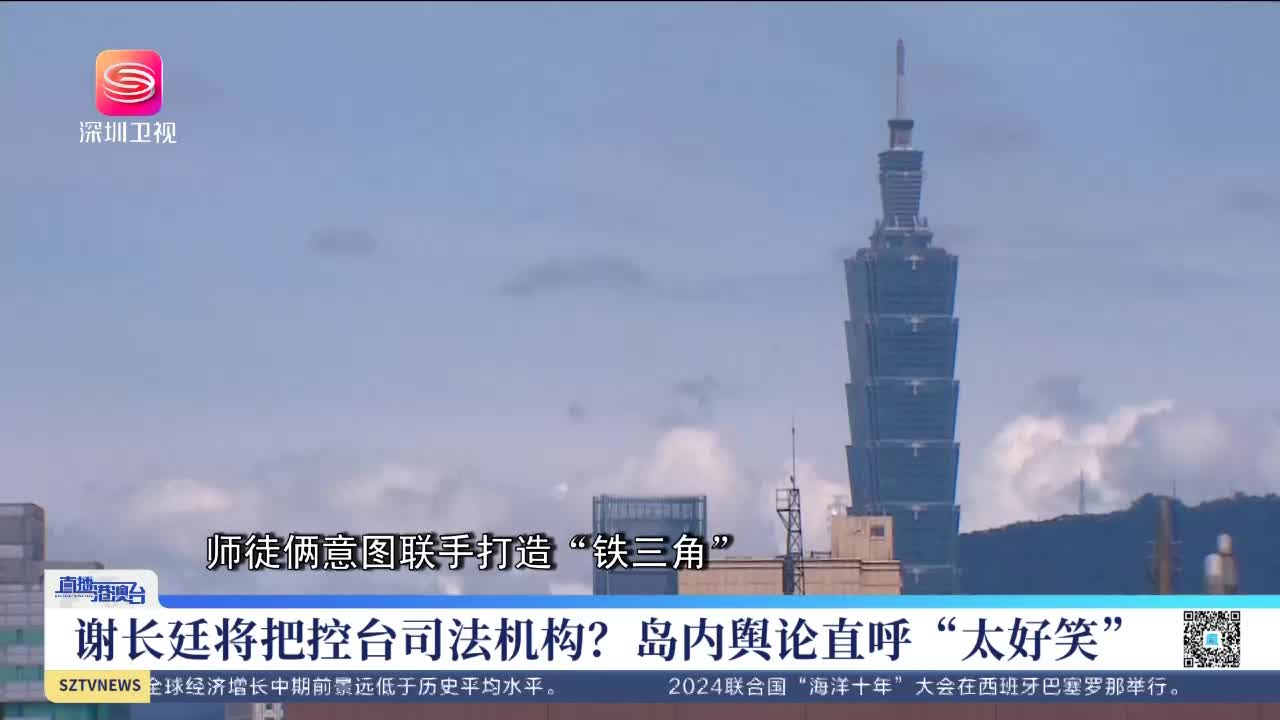 深圳卫视
师徒俩意图联手打造“铁三角”
直播港澳台
谢长廷将把控台司法机构？岛内舆论直呼“太好笑”
SZTVNEWS
全球经济增长中期前景远低于历史平均水平。
2024联合国“海洋十年”大会在西班牙巴塞罗那举行。